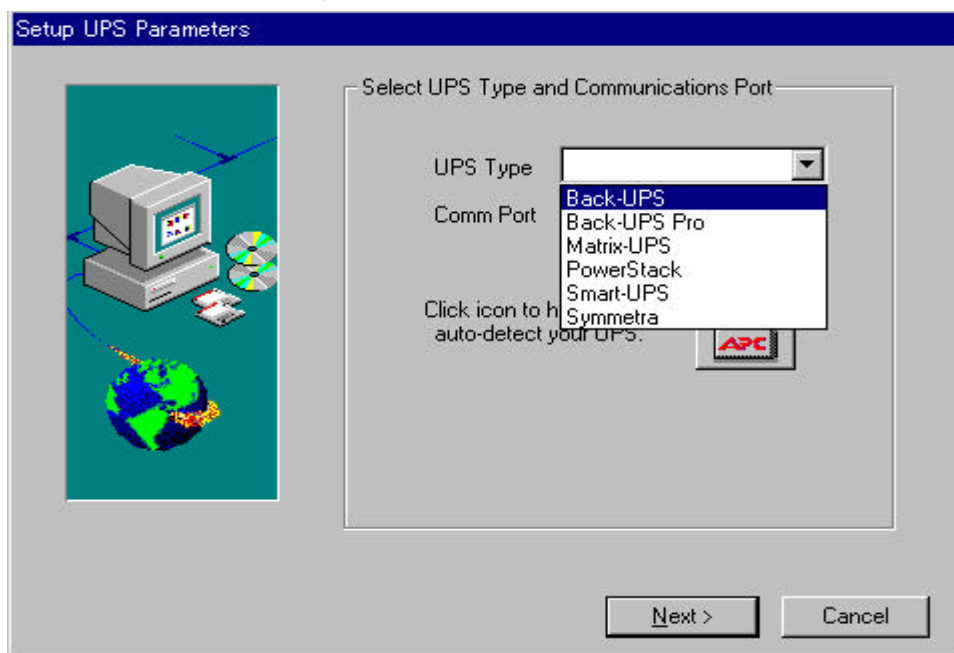 Setup UPS Parameters
Select UPS Type and Communications Port
UPS Type
Back-UPS
Back-UPS Pro
Matrix-UPS
PowerStack
Smart-UPS
Symmetra
Comm Port
Click icon to h
auto-detect your UPS.
APC
Next >
Cancel